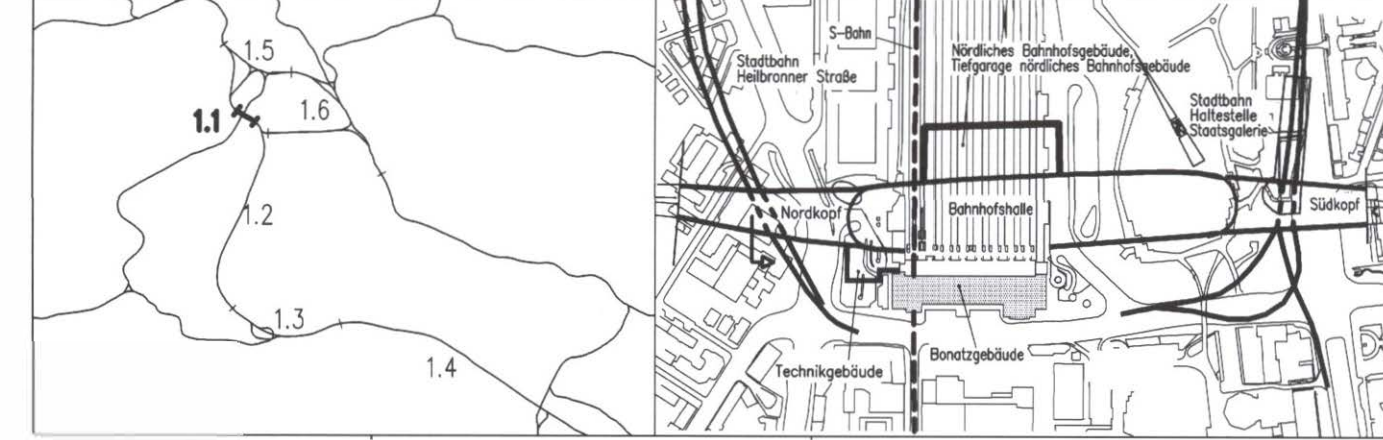 1.5
1.6
1.1
1.2
1.3
1.4
S-Bahn
Nördliches Bahnhofsgebäude,
Tiefgarage nördliches Bahnhofsgebäude
Stadtbahn
Heilbronner Straße
Stadtbahn
Haltestelle
Staatsgalerie
Nordkopf
Bahnhofshalle
Südkopf
Technikgebäude
Bonatzgebäude